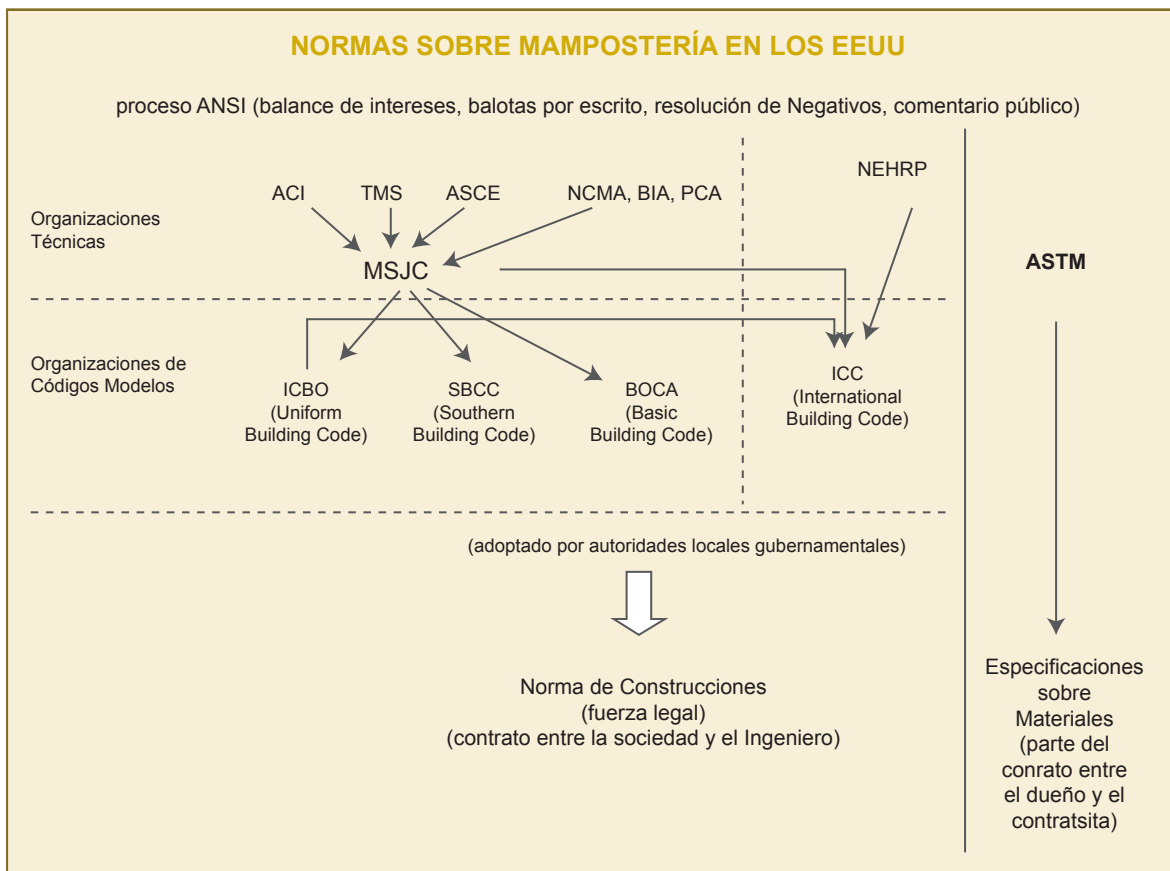 NORMAS SOBRE MAMPOSTERÍA EN LOS EEUU
proceso ANSI (balance de intereses, balotas por escrito, resolución de Negativos, comentario público)
NEHRP
ACI
TMS
ASCE
NCMA, BIA, PCA
Organizaciones
Técnicas
MSJC
ASTM
Organizaciones de
Códigos Modelos
ICBO
(Uniform
Building Code)
SBCC
(Southern
Building Code)
BOCA
(Basic
Building Code)
ICC
(International
Building Code)
(adoptado por autoridades locales gubernamentales)
Norma de Construcciones
(fuerza legal)
(contrato entre la sociedad y el Ingeniero)
Especificaciones
sobre
Materiales
(parte del
conrato entre
el dueño y el
contratsita)